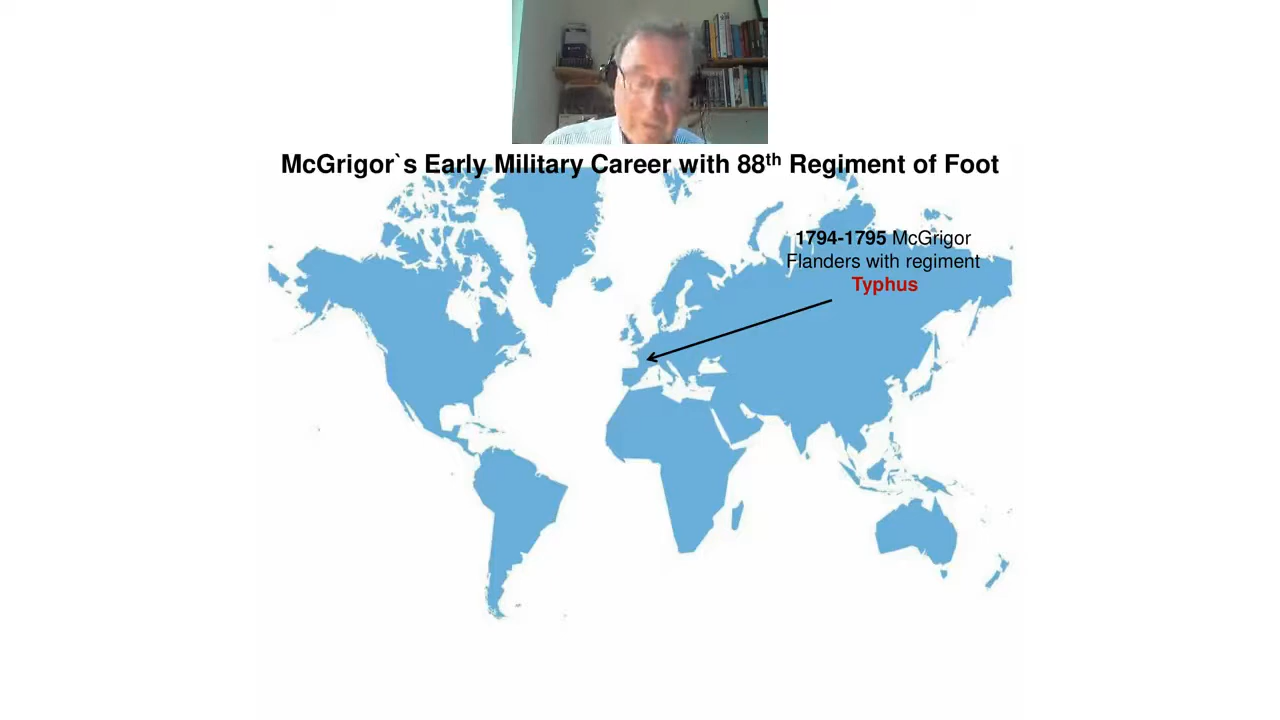 McGrigor`s Early Military Career with 88th Regiment of Foot
1794-1795 McGrigor
Flanders with regiment
Typhus